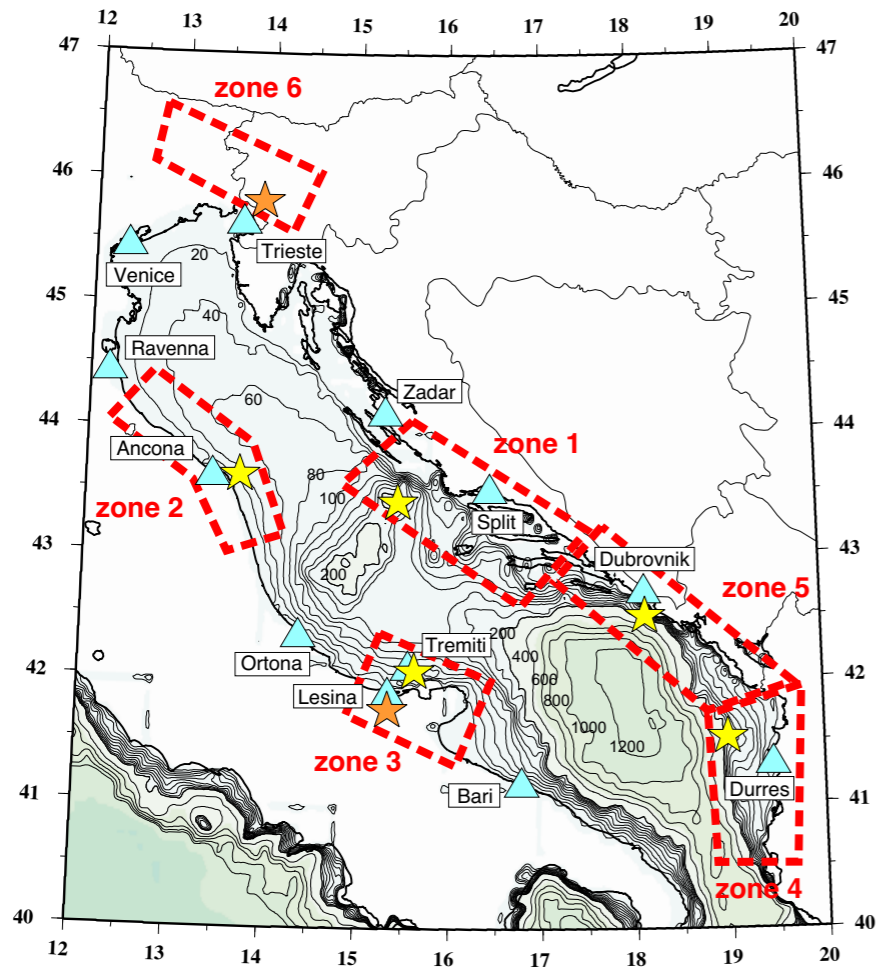 12 13 14 15 16 17 18 19 20
47
47
zone 6
46
46
Trieste
20
Venice
45
45
40
Ravenna
Zadar
60
44
44
zone 1
Ancona
80
zone 2
100
Split
43
43
Dubrovnik
200
zone 5
200
Tremiti
400
Ortona
42
42
600
Lesina
800
1000
1200
zone 3
Durres
Bari
41
41
zone 4
40
40
12 13 14 15 16 17 18 19 20